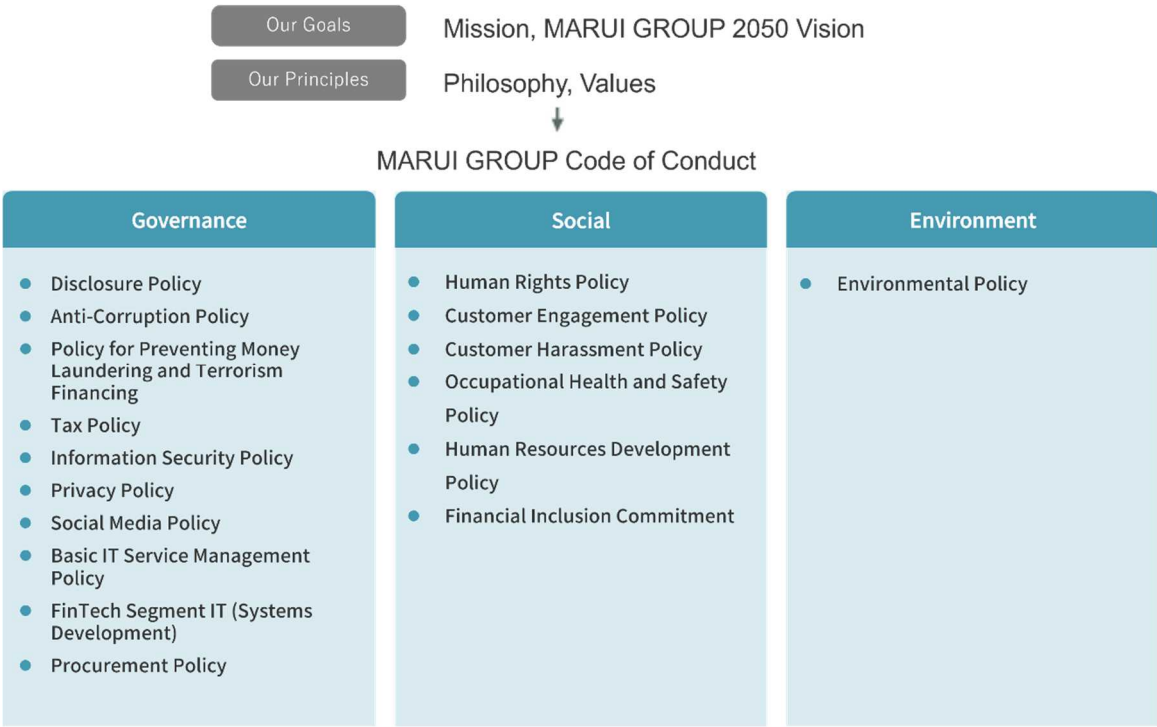 Our Goals
Mission, MARUI GROUP 2050 Vision
Our Principles
Philosophy, Values
MARUI GROUP Code of Conduct
Governance
Disclosure Policy
Anti-Corruption Policy
Policy for Preventing Money
Laundering and Terrorism
Financing
Tax Policy
Information Security Policy
Privacy Policy
Social Media Policy
Basic IT Service Management
Policy
FinTech Segment IT (Systems
Development)
Procurement Policy
Social
Human Rights Policy
Customer Engagement Policy
Customer Harassment Policy
Occupational Health and Safety
Policy
Human Resources Development
Policy
Financial Inclusion Commitment
Environment
Environmental Policy